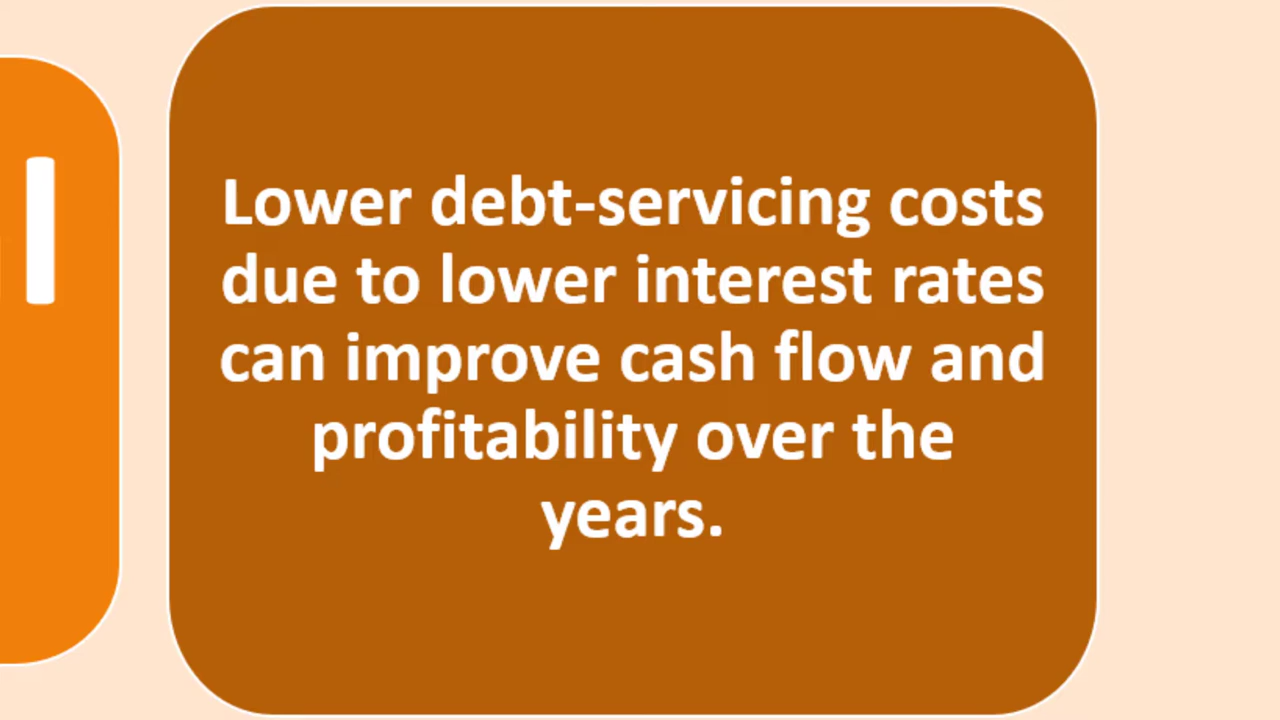 Lower debt-servicing costs
due to lower interest rates
can improve cash flow and
profitability over the
years.